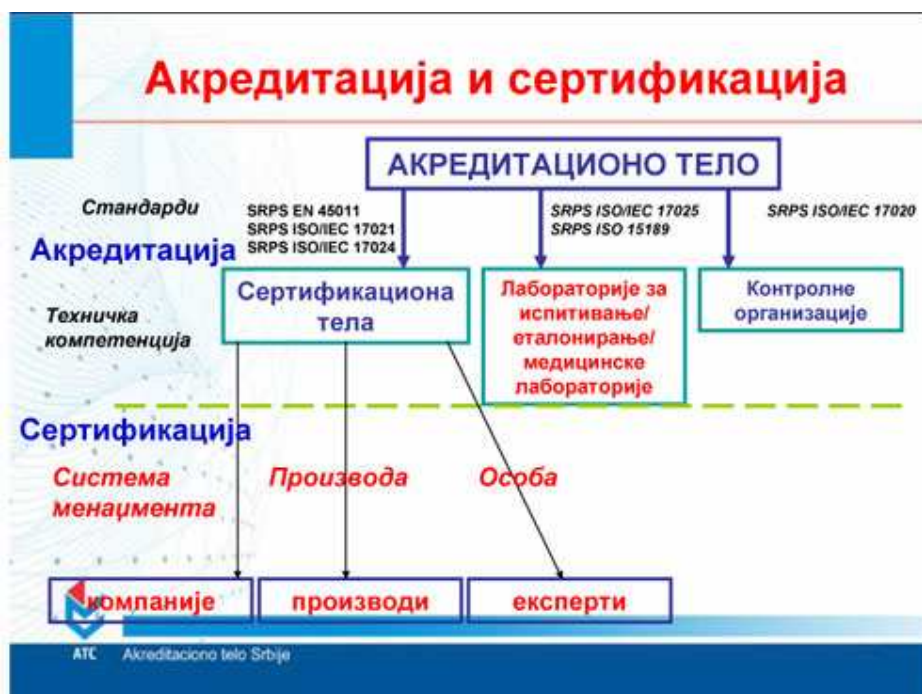 Акредитација и сертификација
АКРЕДИТАЦИОНО ТЕЛО
Стандарди
SRPS EN 45011
SRPS ISO/IEC 17021
SRPS ISO/IEC 17024
SRPS ISO/IEC 17025
SRPS ISO 15189
SRPS ISO/IEC 17020
Акредитација
Техничка
компетенција
Сертификациона
тела
Лабораторије за
испитивање/
еталонирање/
медицинске
лабораторије
Контролне
организације
Сертификација
Система
менаџмента
Производа
Особа
компаније
производи
експерти
АТС Akreditaciono telo Srbije